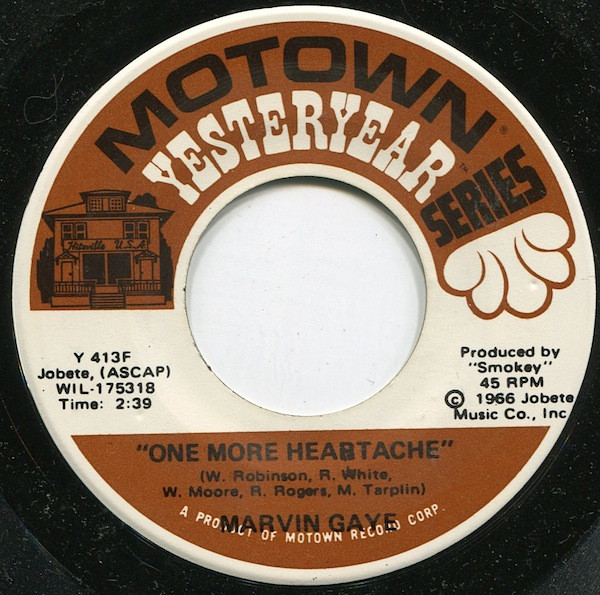 MOTOWN®
YESTERYEAR™
SERIES
Hitsville U.S.A
Y 413F
Jobete, (ASCAP)
WIL-175318
Time: 2:39
Produced by
"Smokey"
45 RPM
© 1966 Jobete
Music Co., Inc
"ONE MORE HEARTACHE"
(W. Robinson, R. White,
W. Moore, R. Rogers, M. Tarplin)
MARVIN GAYE
A PRODUCT OF MOTOWN RECORD CORP.